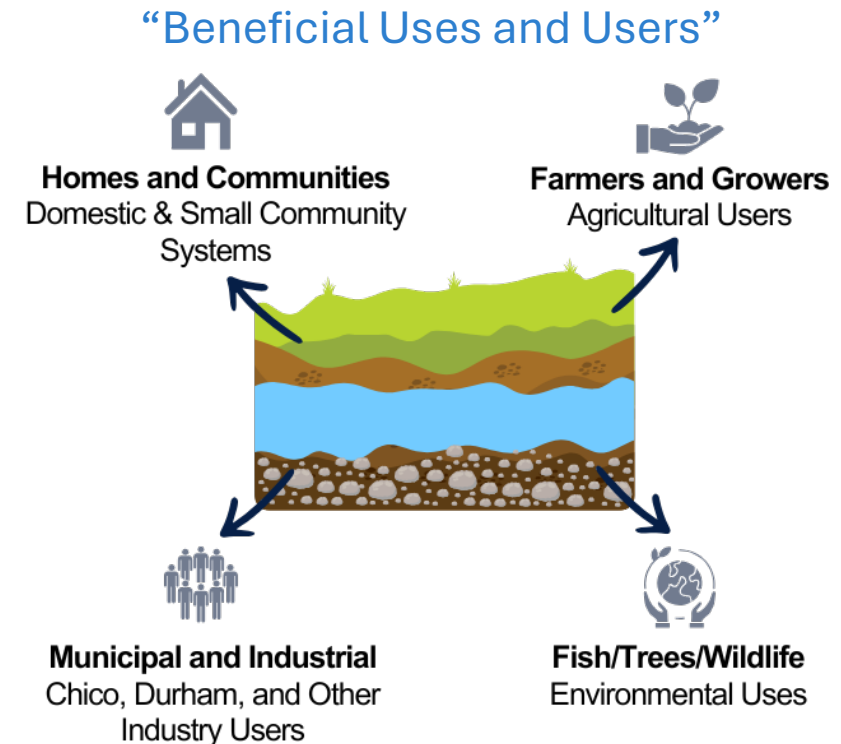 “Beneficial Uses and Users”
Homes and Communities
Domestic & Small Community
Systems
Farmers and Growers
Agricultural Users
Municipal and Industrial
Chico, Durham, and Other
Industry Users
Fish/Trees/Wildlife
Environmental Uses